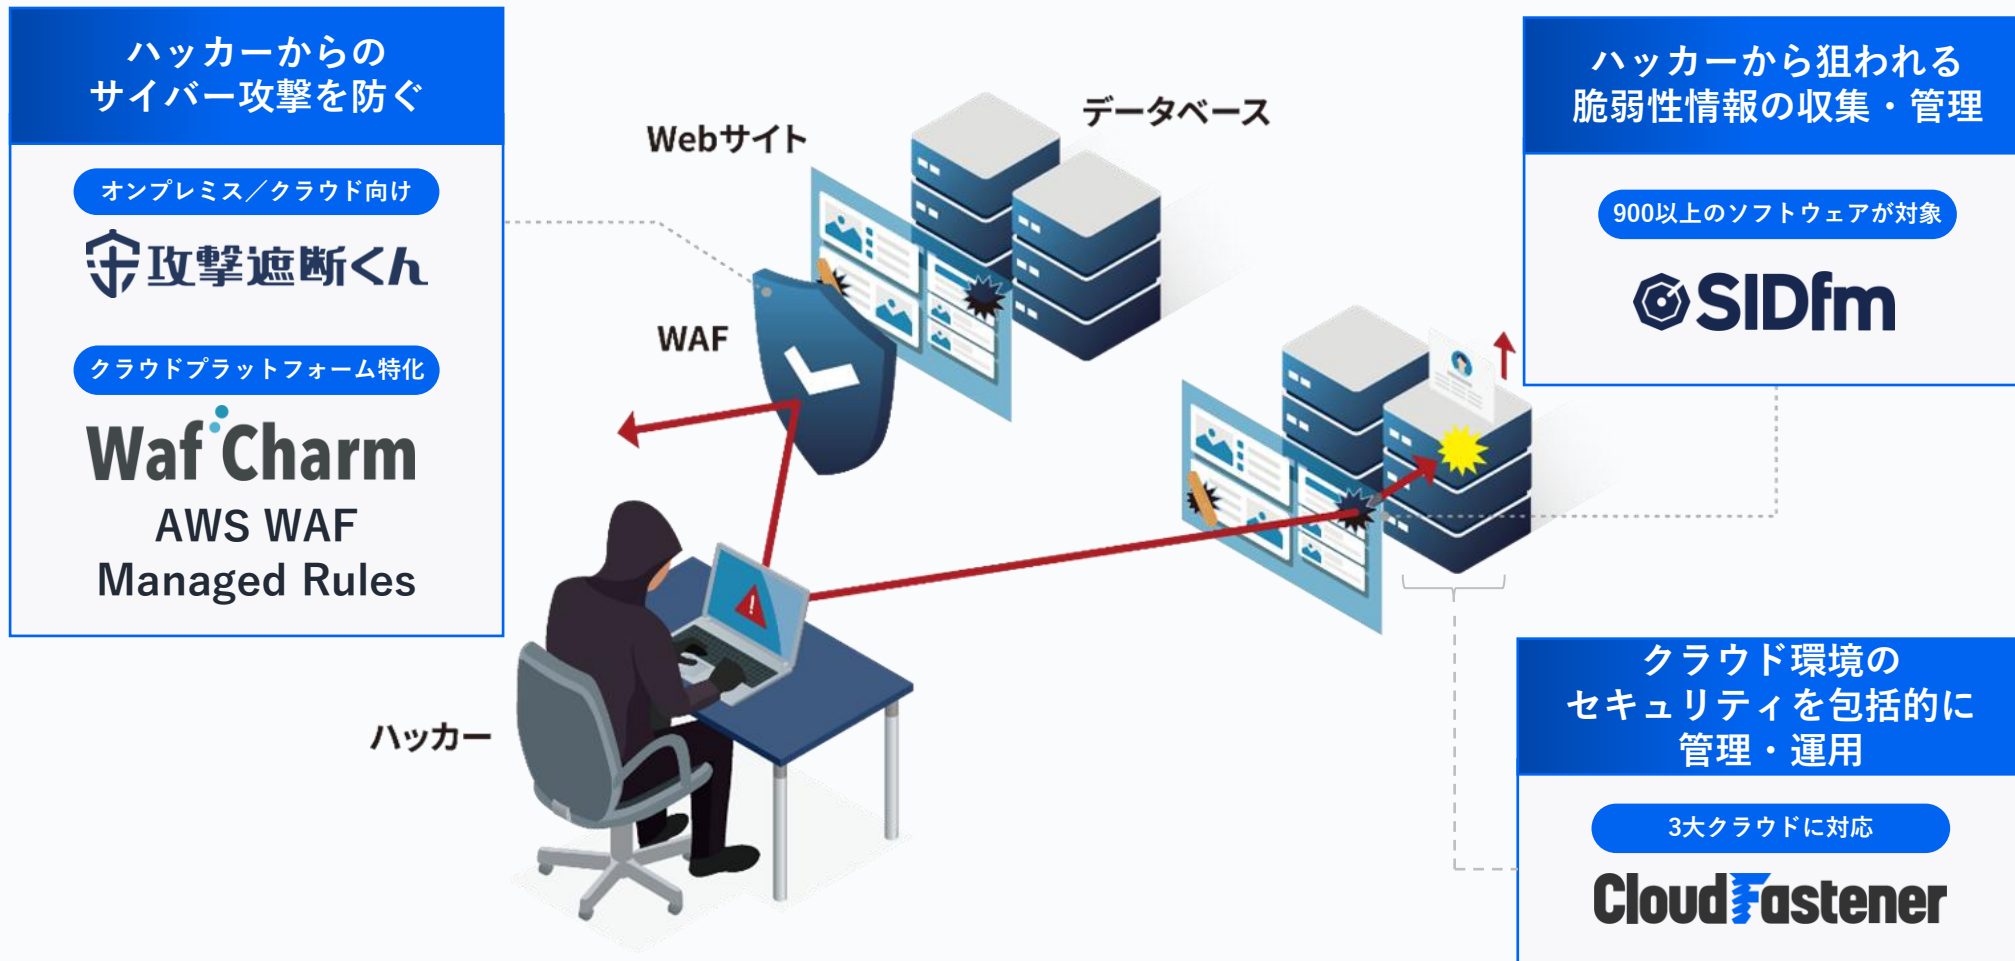 ハッカーからの
サイバー攻撃を防ぐ
オンプレミス／クラウド向け
攻撃遮断くん
クラウドプラットフォーム特化
WafCharm
AWS WAF
Managed Rules
Webサイト
データベース
WAF
ハッカー
ハッカーから狙われる
脆弱性情報の収集・管理
900以上のソフトウェアが対象
SIDfm
クラウド環境の
セキュリティを包括的に
管理・運用
3大クラウドに対応
CloudFastener